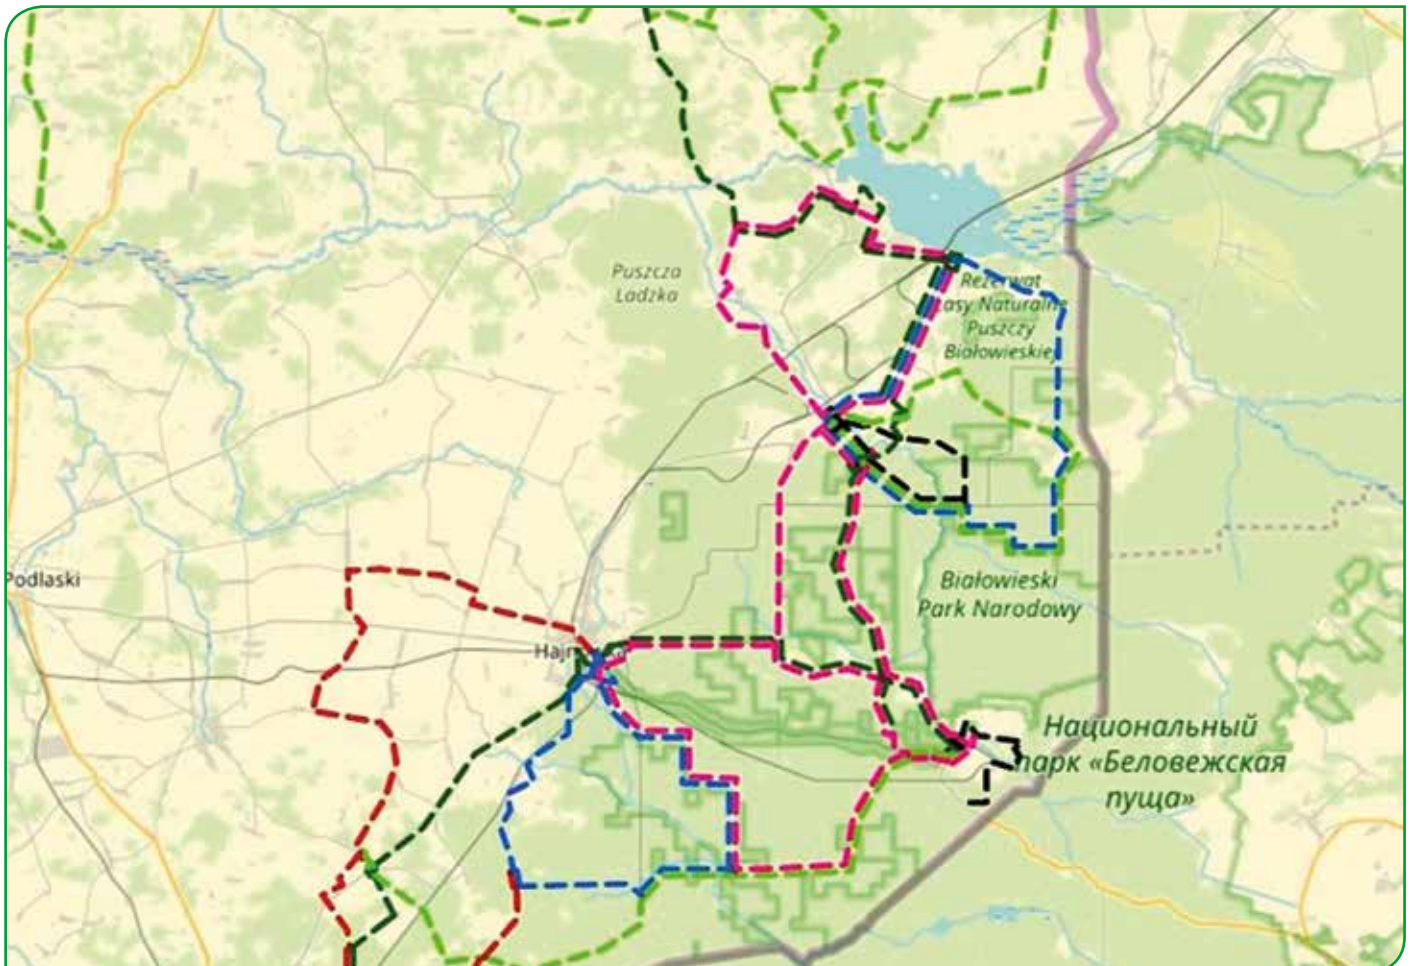 Puszcza
Ladzka
Rezerwat
Lasy Naturalne
Puszczy
Białowieskiej
Białowieski
Park Narodowy
Podlaski
Национальный
парк «Беловежская
пуща»